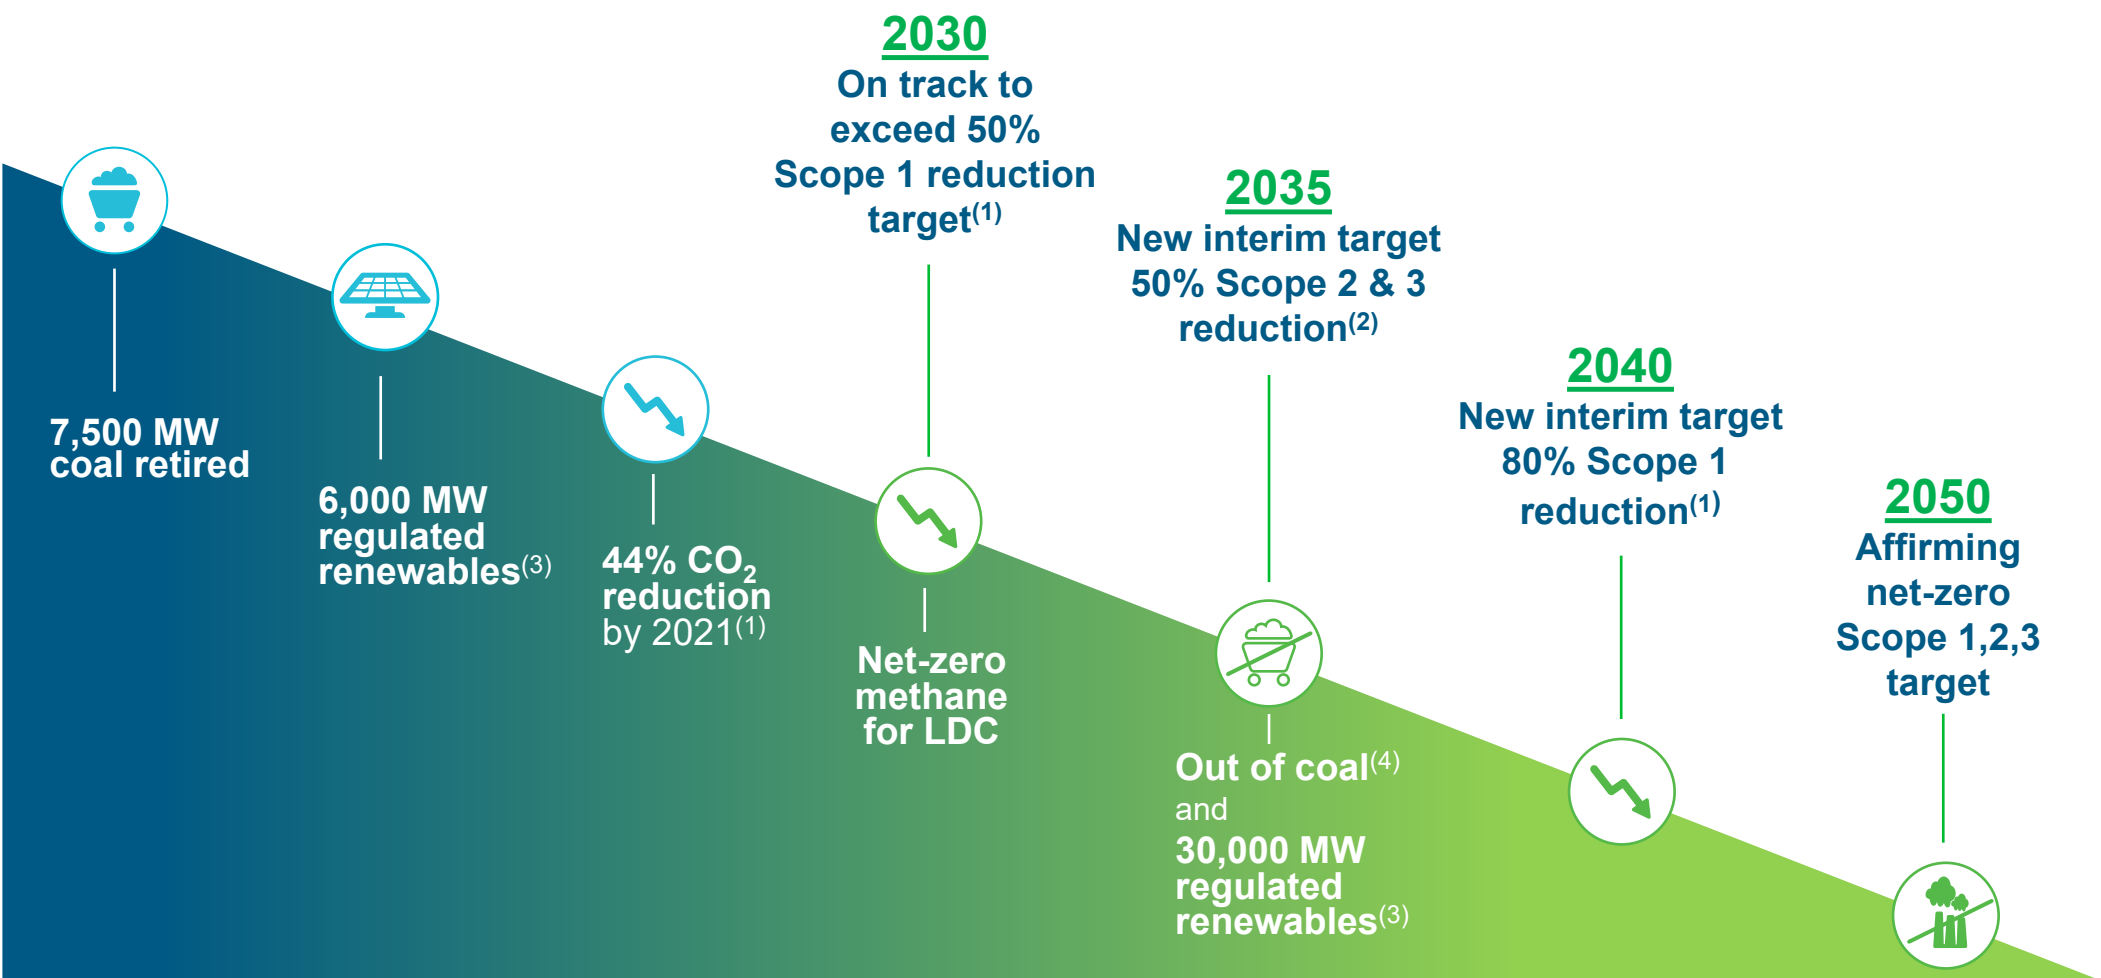 7,500 MW
coal retired
6,000 MW
regulated
renewables(3)
44% CO₂
reduction
by 2021(1)
2030
On track to
exceed 50%
Scope 1 reduction
target(1)
Net-zero
methane
for LDC
2035
New interim target
50% Scope 2 & 3
reduction(2)
Out of coal(4)
and
30,000 MW
regulated
renewables(3)
2040
New interim target
80% Scope 1
reduction(1)
2050
Affirming
net-zero
Scope 1,2,3
target